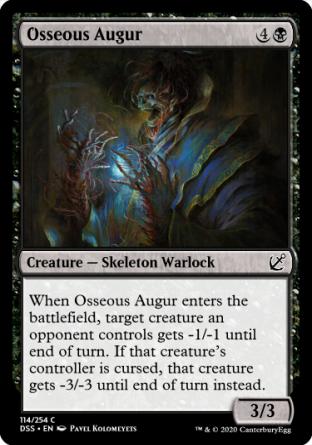 Osseous Augur 4
Creature — Skeleton Warlock
When Osseous Augur enters the
battlefield, target creature an
opponent controls gets -1/-1 until
end of turn. If that creature's
controller is cursed, that creature
gets -3/-3 until end of turn instead.
3/3
114/254 C
DSS • EN PAVEL KOLOMEYETS
™ & © 2020 CanterburyEgg